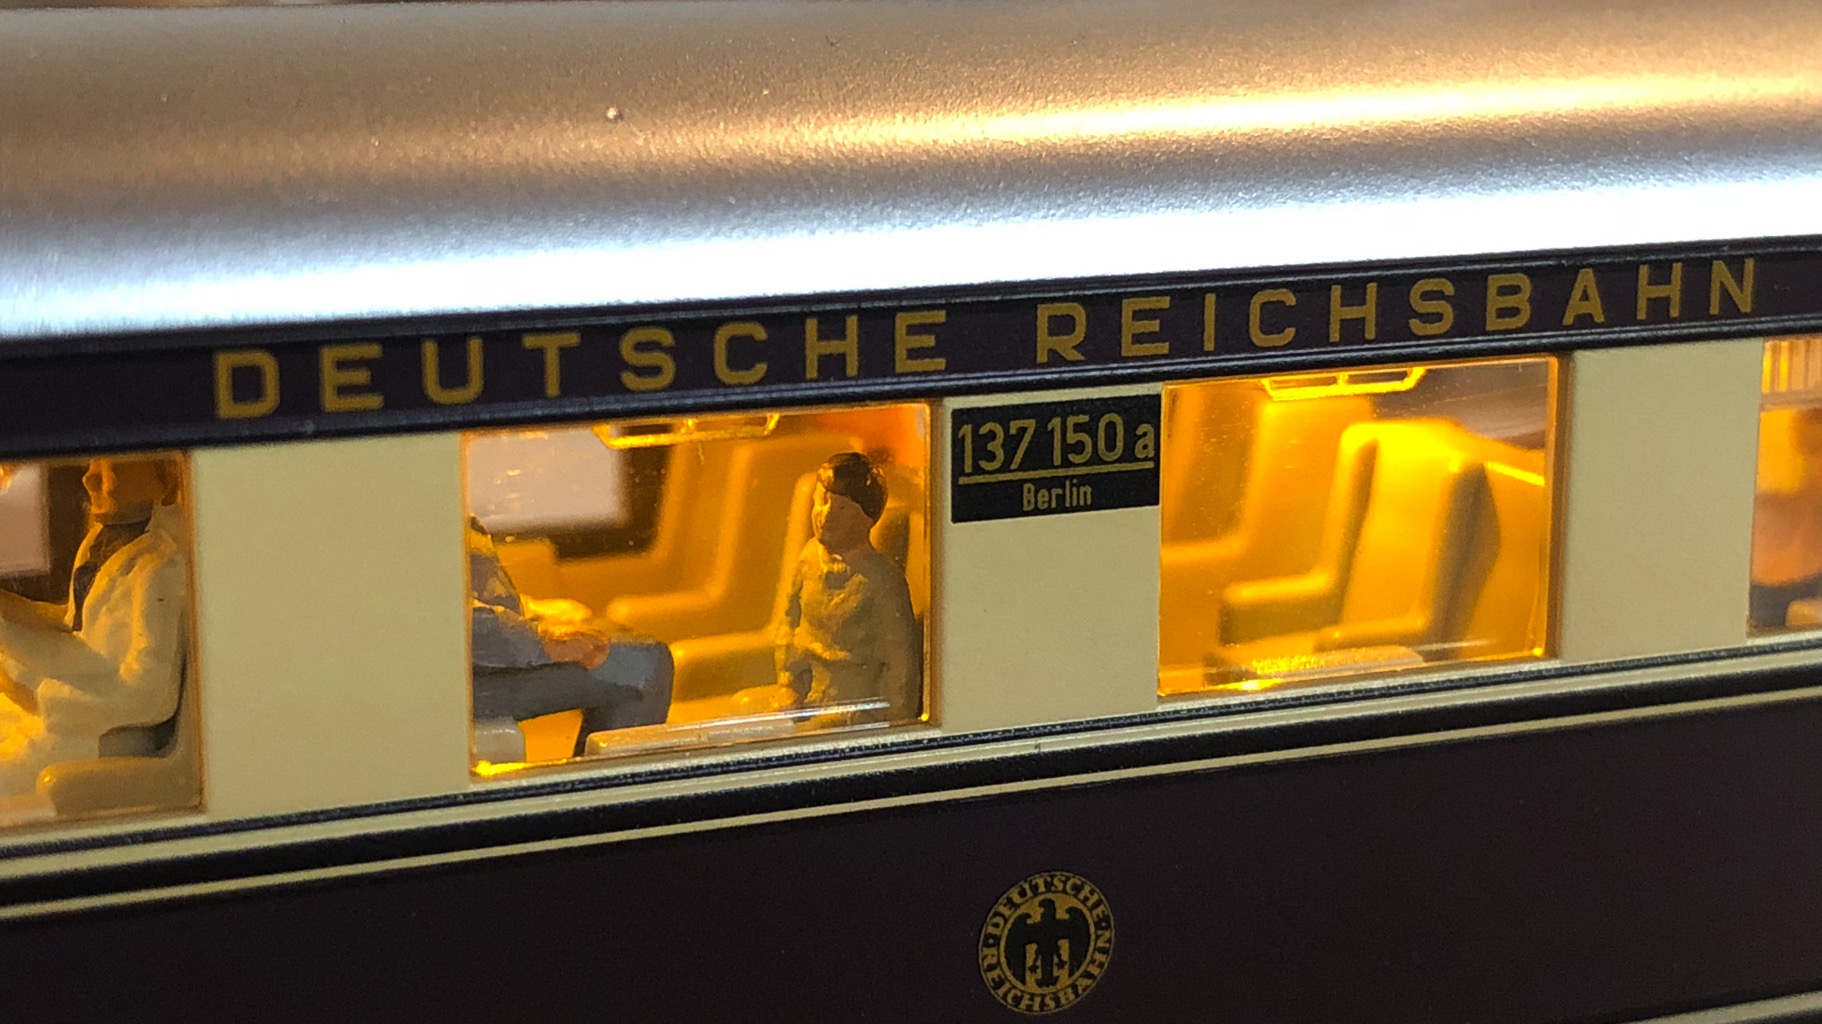 DEUTSCHE REICHSBAHN
137 150 a
Berlin
DEUTSCHE · REICHSBAHN ·